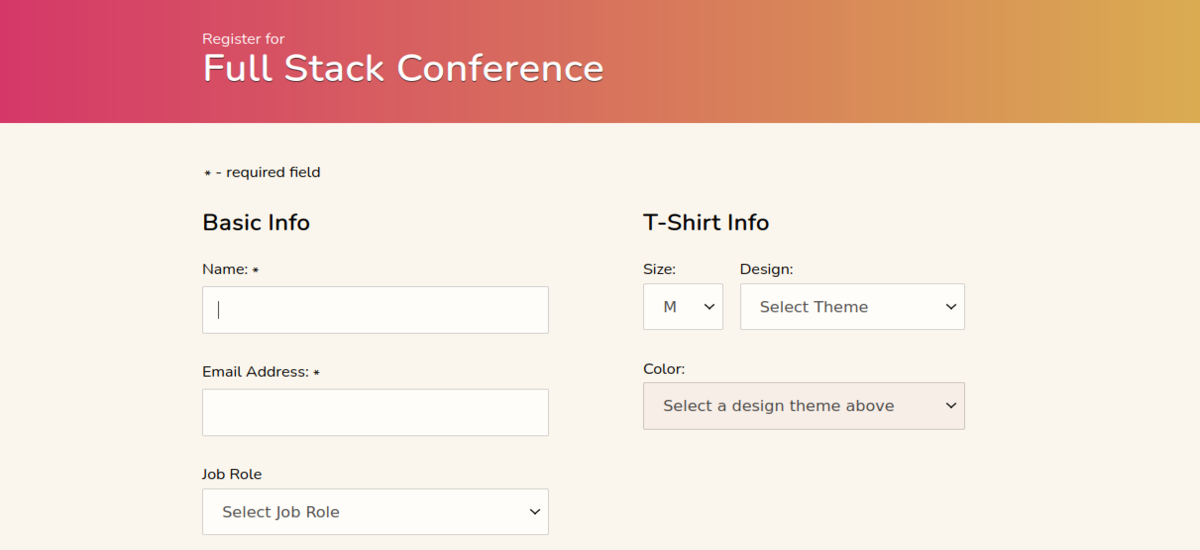 Register for
Full Stack Conference
* - required field
Basic Info
Name: *
Email Address: *
Job Role
Select Job Role
T-Shirt Info
Size:
Design:
M
Select Theme
Color:
Select a design theme above